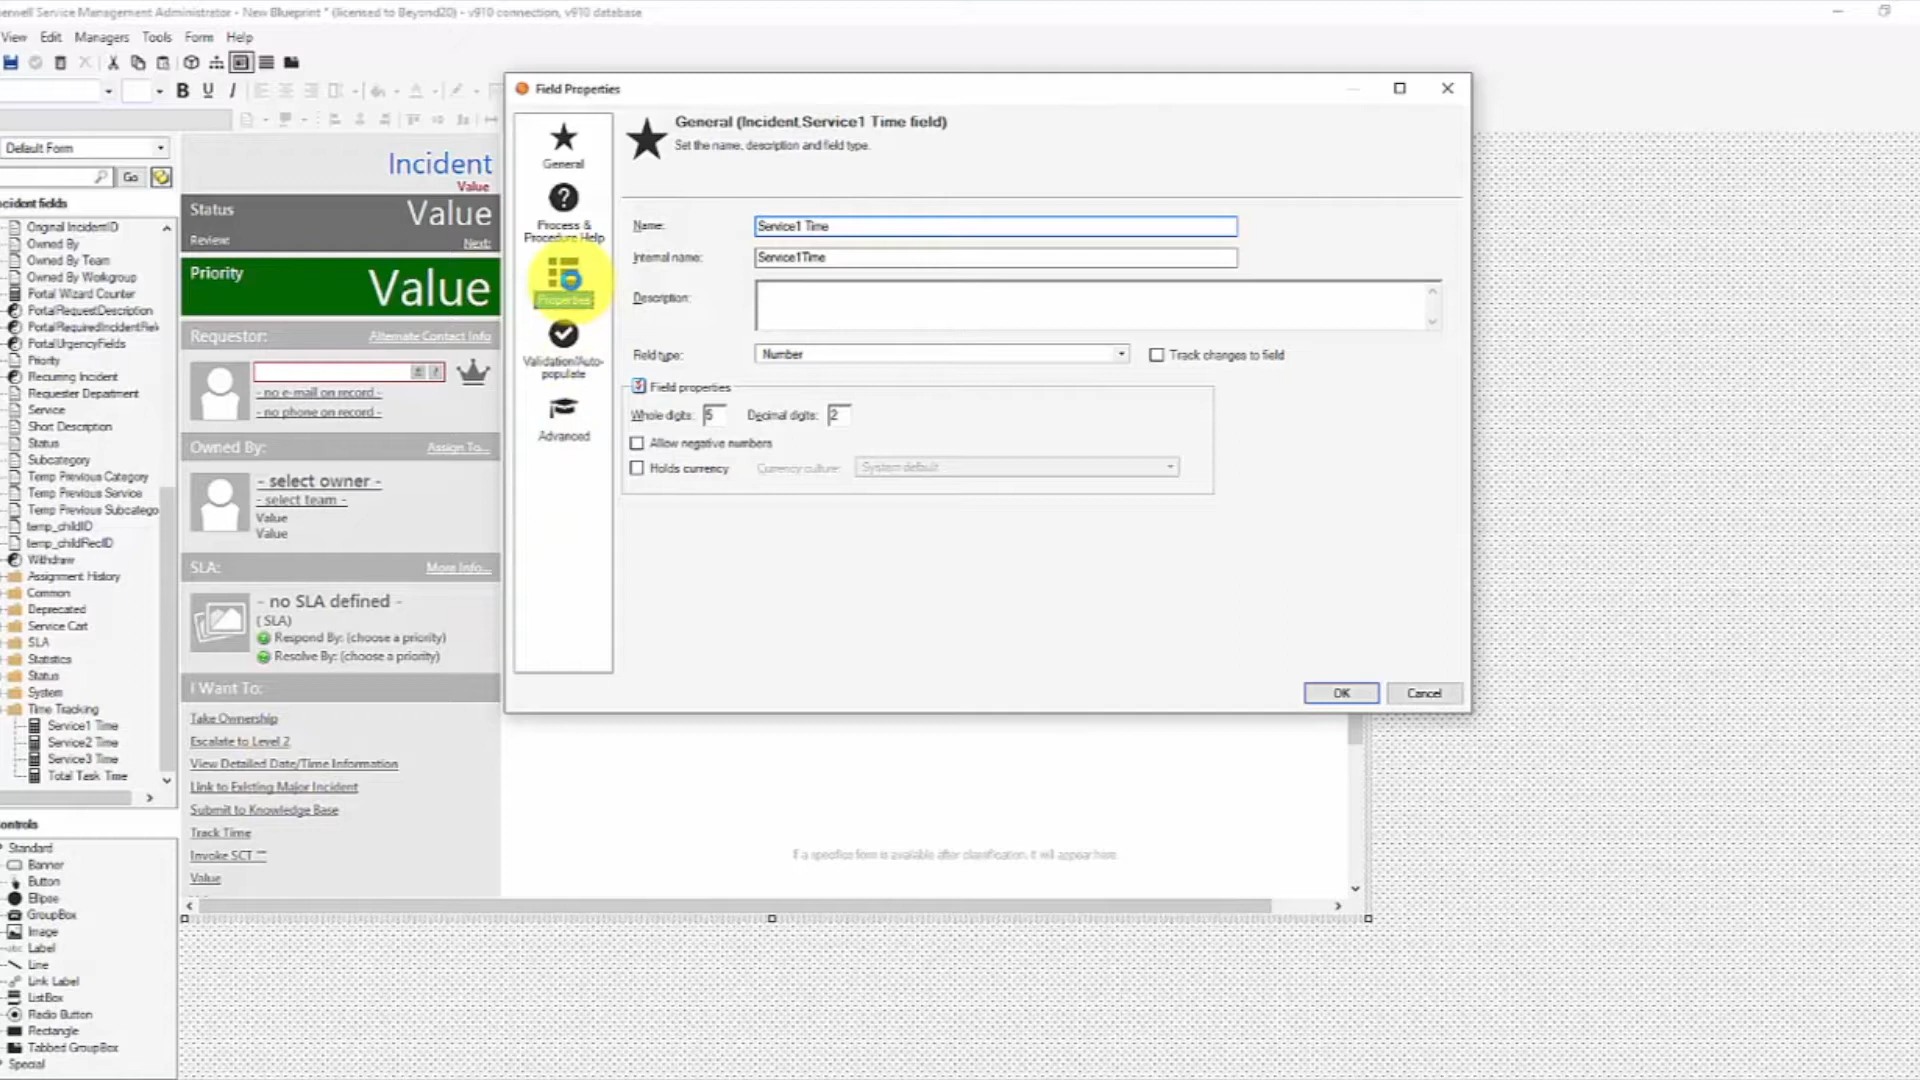 erwell Service Management Administrator - New Blueprint * (licensed to Beyond20) - v910 connection, v910 database
View Edit Managers Tools Form Help
B U I
Default Form
Go
ncident fields
Original IncidentID
Owned By
Owned By Team
Owned By Workgroup
Portal Wizard Counter
PortalRequestDescription
PortalRequiredIncidentFiel
PortalUrgencyFields
Priority
Recurring Incident
Requester Department
Service
Short Description
Status
Subcategory
Temp Previous Category
Temp Previous Service
Temp Previous Subcatego
temp_childID
temp_childRecID
Withdraw
Assignment History
Common
Deprecated
Service Cart
SLA
Statistics
Status
System
Time Tracking
Service1 Time
Service2 Time
Service3 Time
Total Task Time
ontrols
Standard
Banner
Button
Ellipse
GroupBox
Image
abc Label
Line
Link Label
ListBox
Radio Button
Rectangle
Tabbed GroupBox
Special
Incident
Value
Status Value
Review: Next:
Priority Value
Requestor: Alternate Contact Info
- no e-mail on record -
- no phone on record -
Owned By: Assign To...
- select owner -
- select team -
Value
Value
SLA: More Info...
- no SLA defined -
( SLA)
Respond By: (choose a priority)
Resolve By: (choose a priority)
I Want To:
Take Ownership
Escalate to Level 2
View Detailed Date/Time Information
Link to Existing Major Incident
Submit to Knowledge Base
Track Time
Invoke SCT ""
Value
If a specifics form is available after classification, it will appear here
Field Properties
General
Process &
Procedure Help
Properties
Validation/Auto-
populate
Advanced
General (Incident.Service1 Time field)
Set the name, description and field type.
Name: Service1 Time
Internal name: Service1Time
Description:
Field type: Number Track changes to field
Field properties
Whole digits: 5 Decimal digits: 2
Allow negative numbers
Holds currency Currency culture: System default
OK Cancel